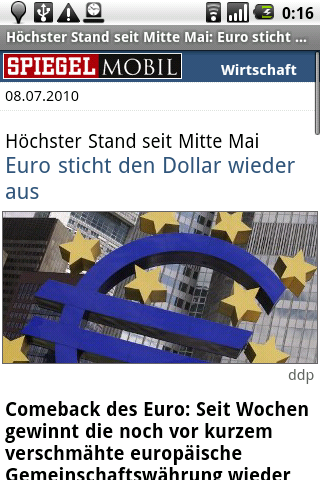 0:16
Höchster Stand seit Mitte Mai: Euro sticht ...
SPIEGEL MOBIL
Wirtschaft
08.07.2010
Höchster Stand seit Mitte Mai
Euro sticht den Dollar wieder
aus
ddp
Comeback des Euro: Seit Wochen
gewinnt die noch vor kurzem
verschmähte europäische
Gemeinschaftswährung wieder